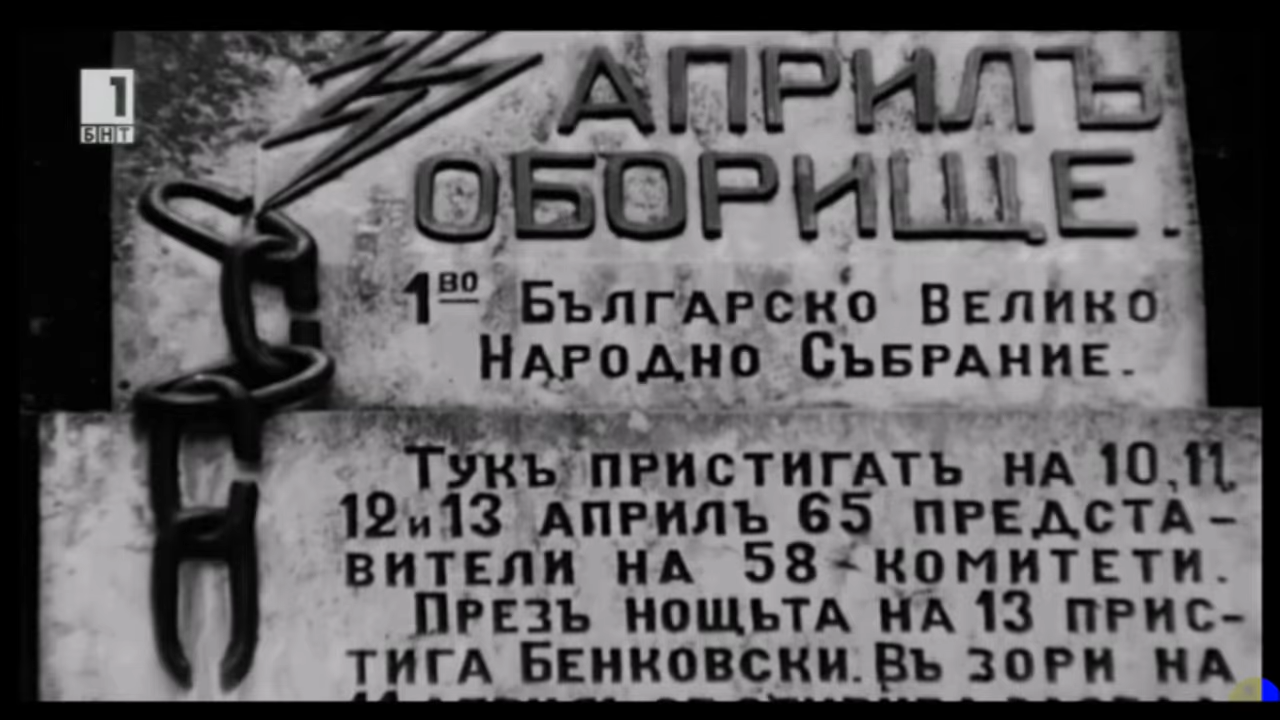 1
БНТ
АПРИЛЪ
ОБОРИЩЕ.
1ВО БЪЛГАРСКО ВЕЛИКО
НАРОДНО СЪБРАНИЕ.
ТУКЪ ПРИСТИГАТЪ НА 10, 11,
12 и 13 АПРИЛЪ 65 ПРЕДСТА-
ВИТЕЛИ НА 58 КОМИТЕТИ.
ПРЕЗЪ НОЩЬТА НА 13 ПРИС-
ТИГА БЕНКОВСКИ. ВЪ ЗОРИ НА